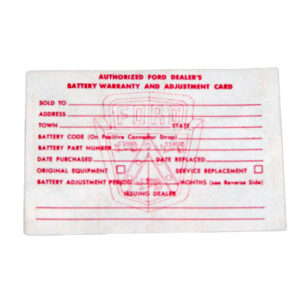 AUTHORIZED FORD DEALER'S
BATTERY WARRANTY AND ADJUSTMENT CARD
SOLD TO
ADDRESS
TOWN STATE
BATTERY CODE (On Positive Connector Strap)
BATTERY PART NUMBER
DATE PURCHASED DATE REPLACED
ORIGINAL EQUIPMENT SERVICE REPLACEMENT
BATTERY ADJUSTMENT PERIOD MONTHS (see Reverse Side)
ISSUING DEALER
FORD